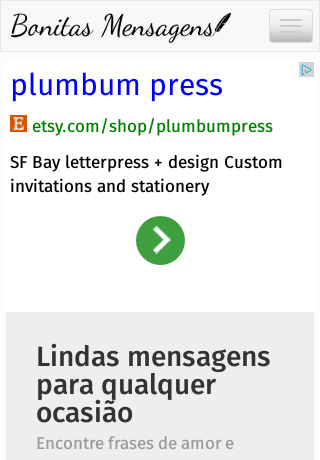 Bonitas Mensagens
plumbum press
E etsy.com/shop/plumbumpress
SF Bay letterpress + design Custom
invitations and stationery
Lindas mensagens
para qualquer
ocasião
Encontre frases de amor e